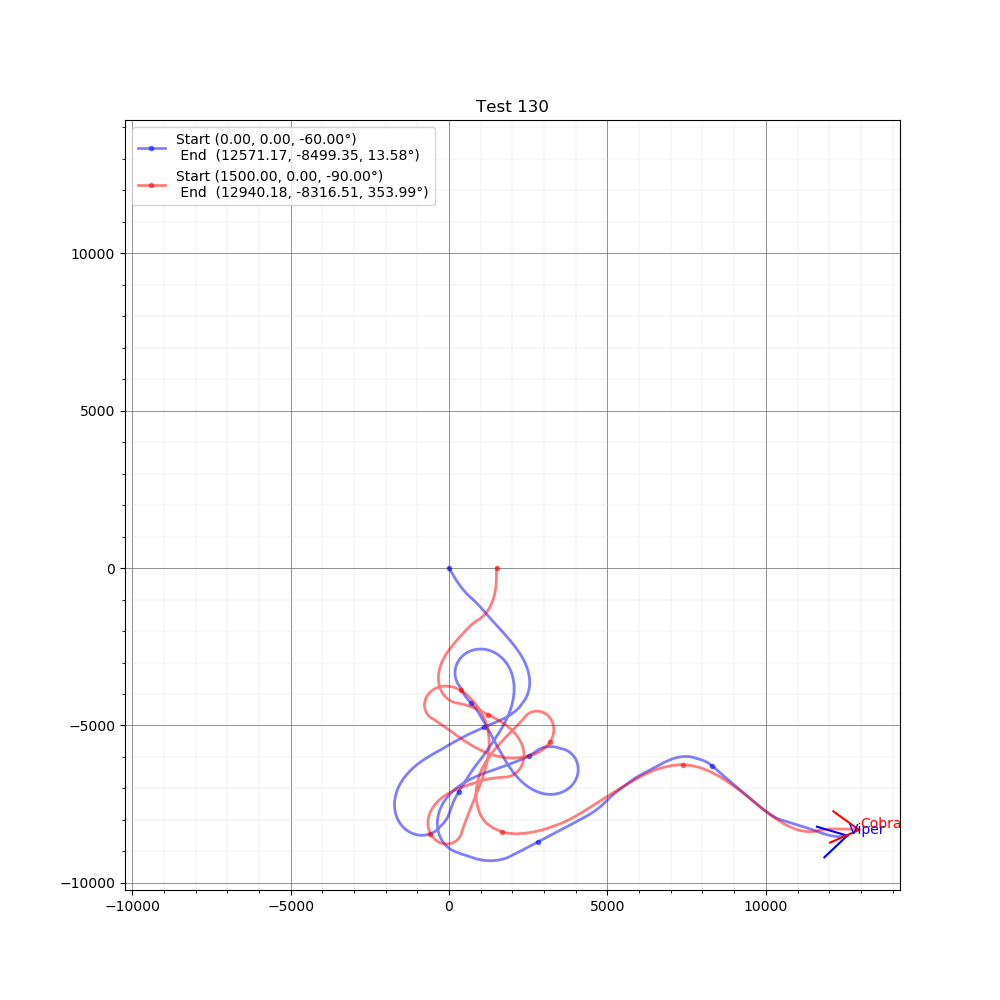 Test 130
Start (0.00, 0.00, -60.00°)
End  (12571.17, -8499.35, 13.58°)
Start (1500.00, 0.00, -90.00°)
End  (12940.18, -8316.51, 353.99°)
10000
5000
0
−5000
−10000
Cobra
Viper
−10000 −5000 0 5000 10000